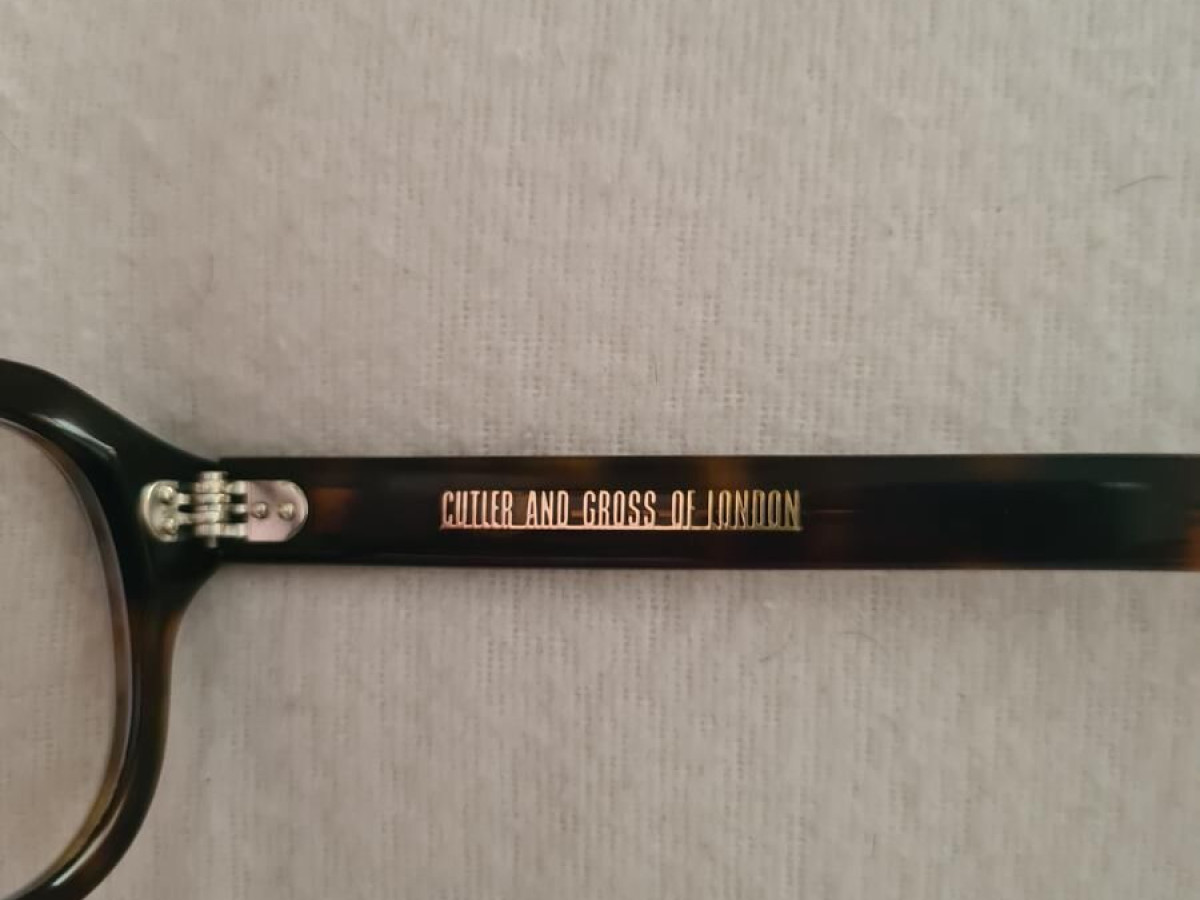 CUTLER AND GROSS OF LONDON